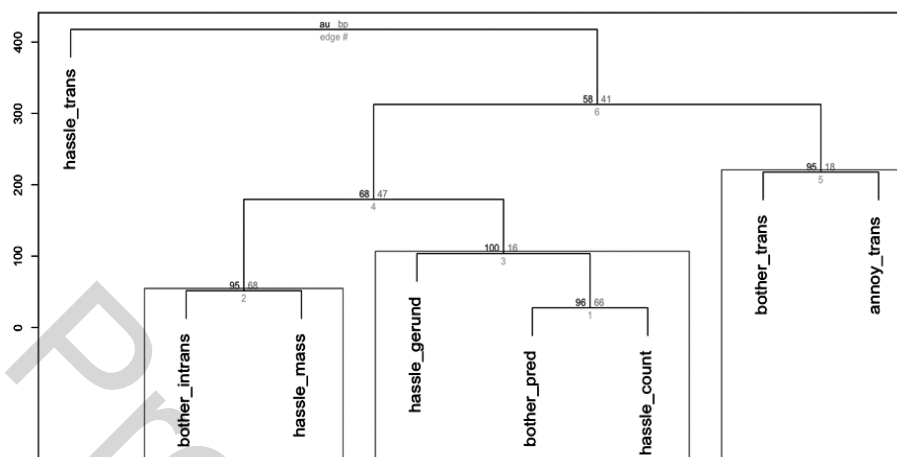 400
300
200
100
0
au bp
edge #
58 41
6
95 18
5
68 47
4
100 16
3
95 68
2
96 66
1
hassle_trans
bother_intrans
hassle_mass
hassle_gerund
bother_pred
hassle_count
bother_trans
annoy_trans